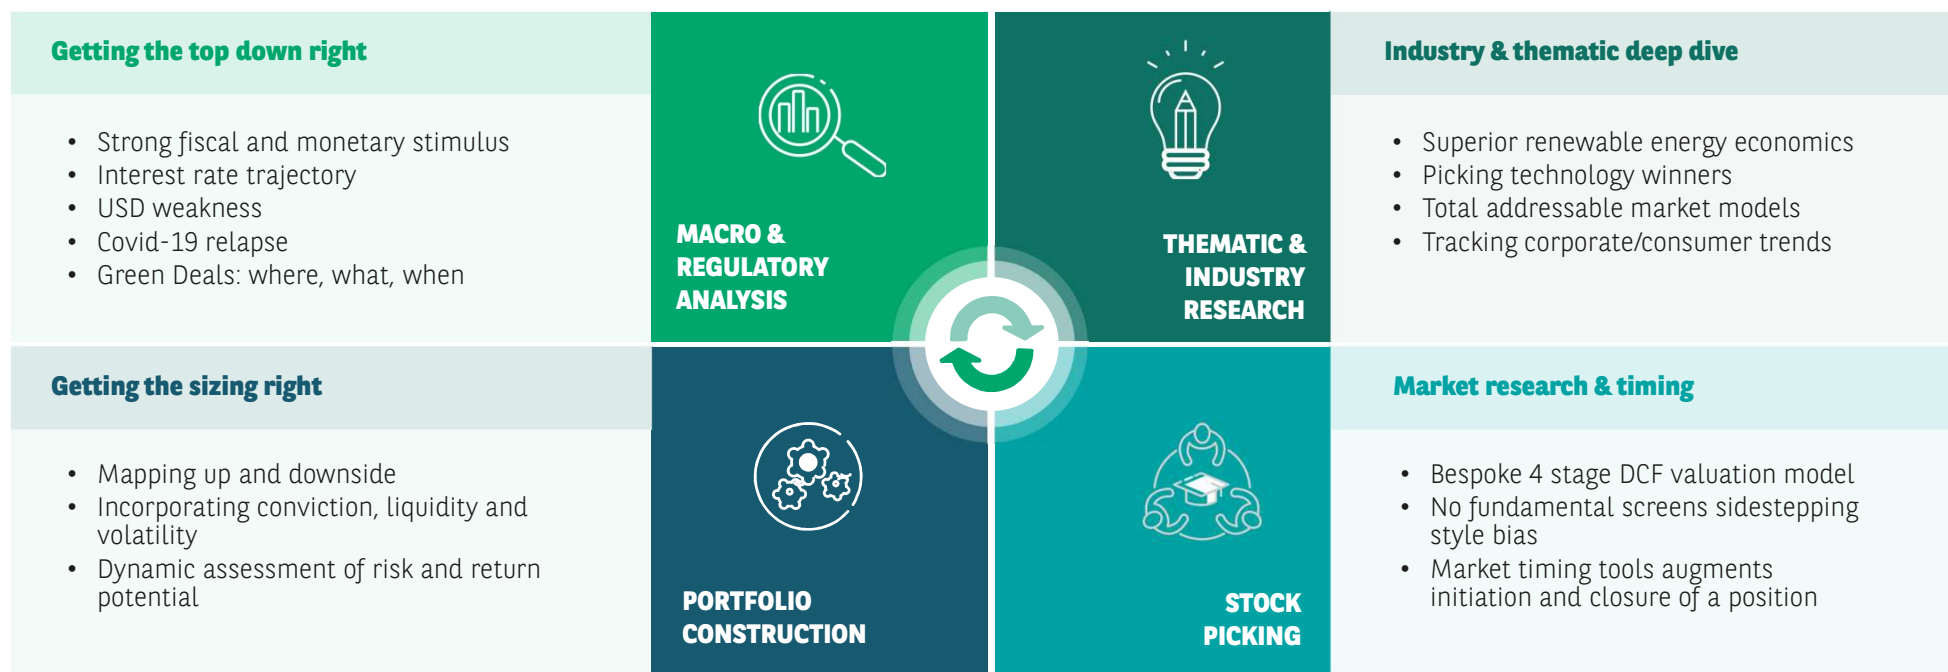 Getting the top down right
• Strong fiscal and monetary stimulus
• Interest rate trajectory
• USD weakness
• Covid-19 relapse
• Green Deals: where, what, when
MACRO &
REGULATORY
ANALYSIS
THEMATIC &
INDUSTRY
RESEARCH
Industry & thematic deep dive
• Superior renewable energy economics
• Picking technology winners
• Total addressable market models
• Tracking corporate/consumer trends
Getting the sizing right
• Mapping up and downside
• Incorporating conviction, liquidity and
volatility
• Dynamic assessment of risk and return
potential
PORTFOLIO
CONSTRUCTION
STOCK
PICKING
Market research & timing
• Bespoke 4 stage DCF valuation model
• No fundamental screens sidestepping
style bias
• Market timing tools augments
initiation and closure of a position